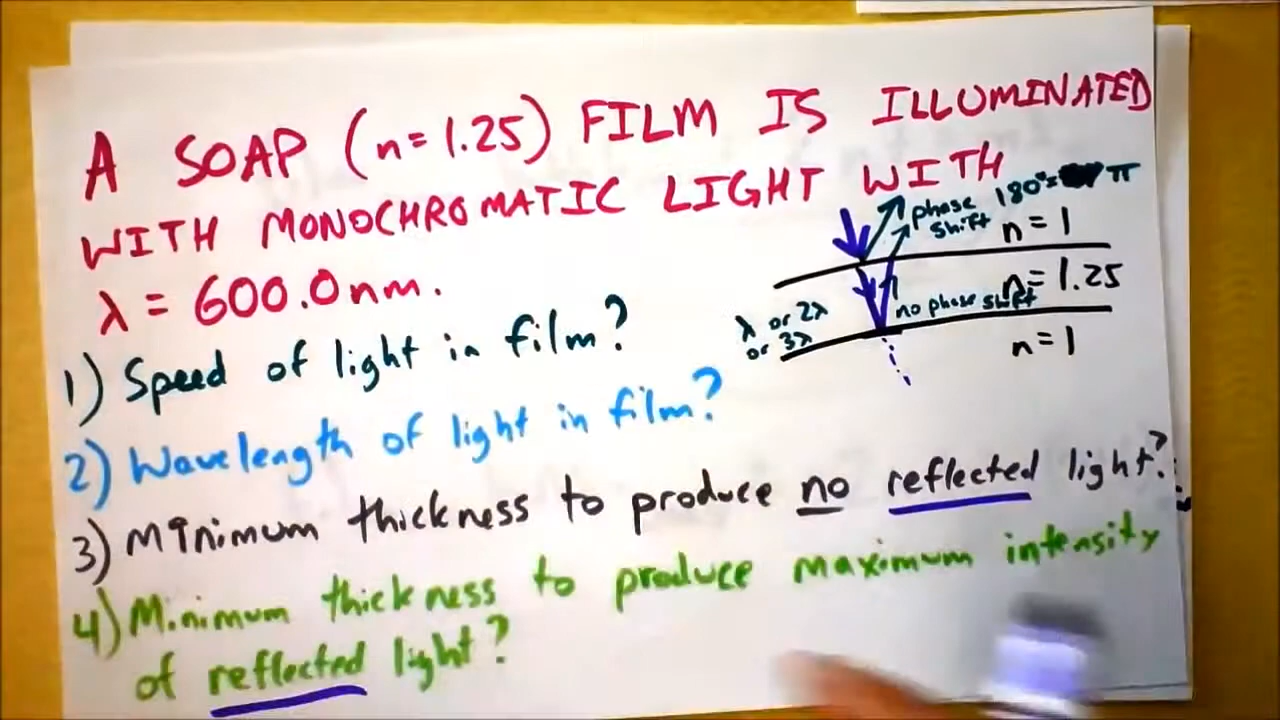 A SOAP (n=1.25) FILM IS ILLUMINATED
WITH MONOCHROMATIC LIGHT WITH
λ = 600.0nm.
phase shift 180°= π
n=1
n=1.25
no phase shift
λ or 2λ
or 3λ
n=1
1) Speed of light in film?
2) Wavelength of light in film?
3) Minimum thickness to produce no reflected light?
4) Minimum thickness to produce maximum intensity
of reflected light?